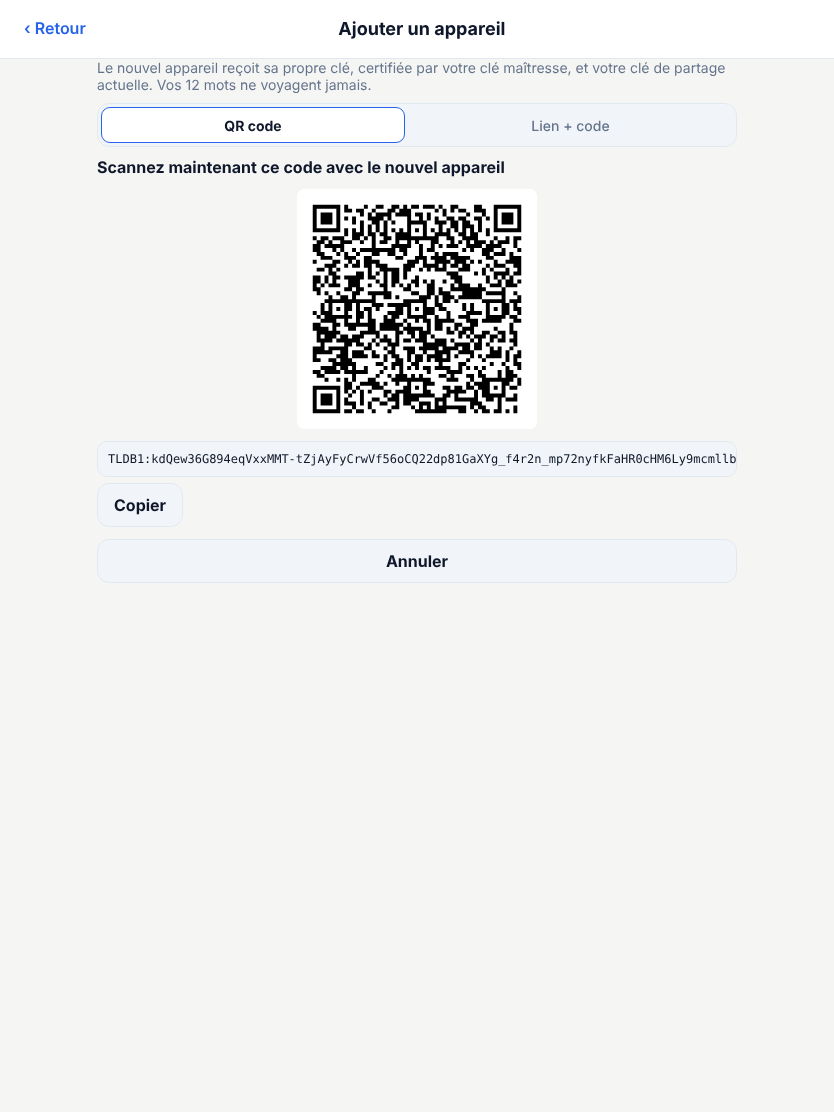 ‹ Retour
Ajouter un appareil
Le nouvel appareil reçoit sa propre clé, certifiée par votre clé maîtresse, et votre clé de partage
actuelle. Vos 12 mots ne voyagent jamais.
QR code
Lien + code
Scannez maintenant ce code avec le nouvel appareil
TLDB1:kdQew36G894eqVxxMMT-tZjAyFyCrwVf56oCQ22dp81GaXYg_f4r2n_mp72nyfkFaHR0cHM6Ly9mcmllb
Copier
Annuler